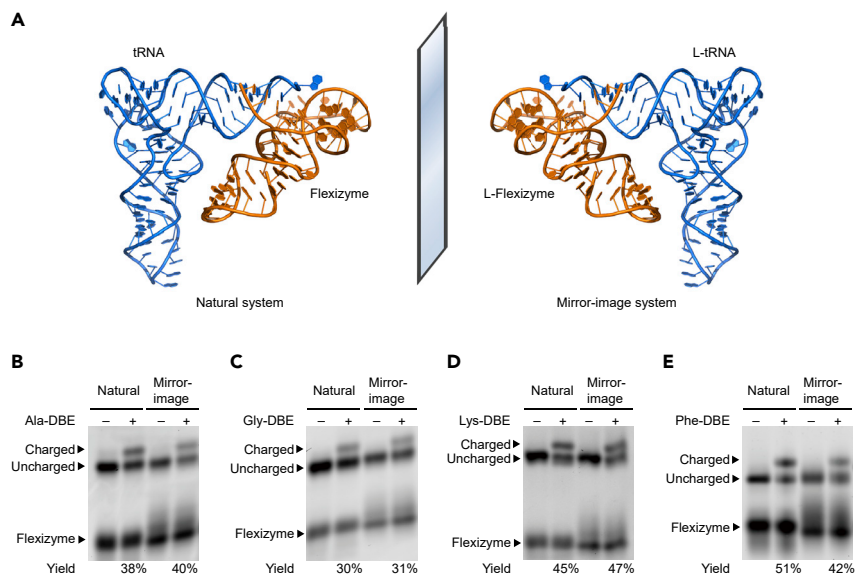 A
tRNA
L-tRNA
Flexizyme
L-Flexizyme
Natural system
Mirror-image system
B
Natural
Mirror-
image
Ala-DBE – + – +
Charged
Uncharged
Flexizyme
Yield 38% 40%
C
Natural
Mirror-
image
Gly-DBE – + – +
Charged
Uncharged
Flexizyme
Yield 30% 31%
D
Natural
Mirror-
image
Lys-DBE – + – +
Charged
Uncharged
Flexizyme
Yield 45% 47%
E
Natural
Mirror-
image
Phe-DBE – + – +
Charged
Uncharged
Flexizyme
Yield 51% 42%